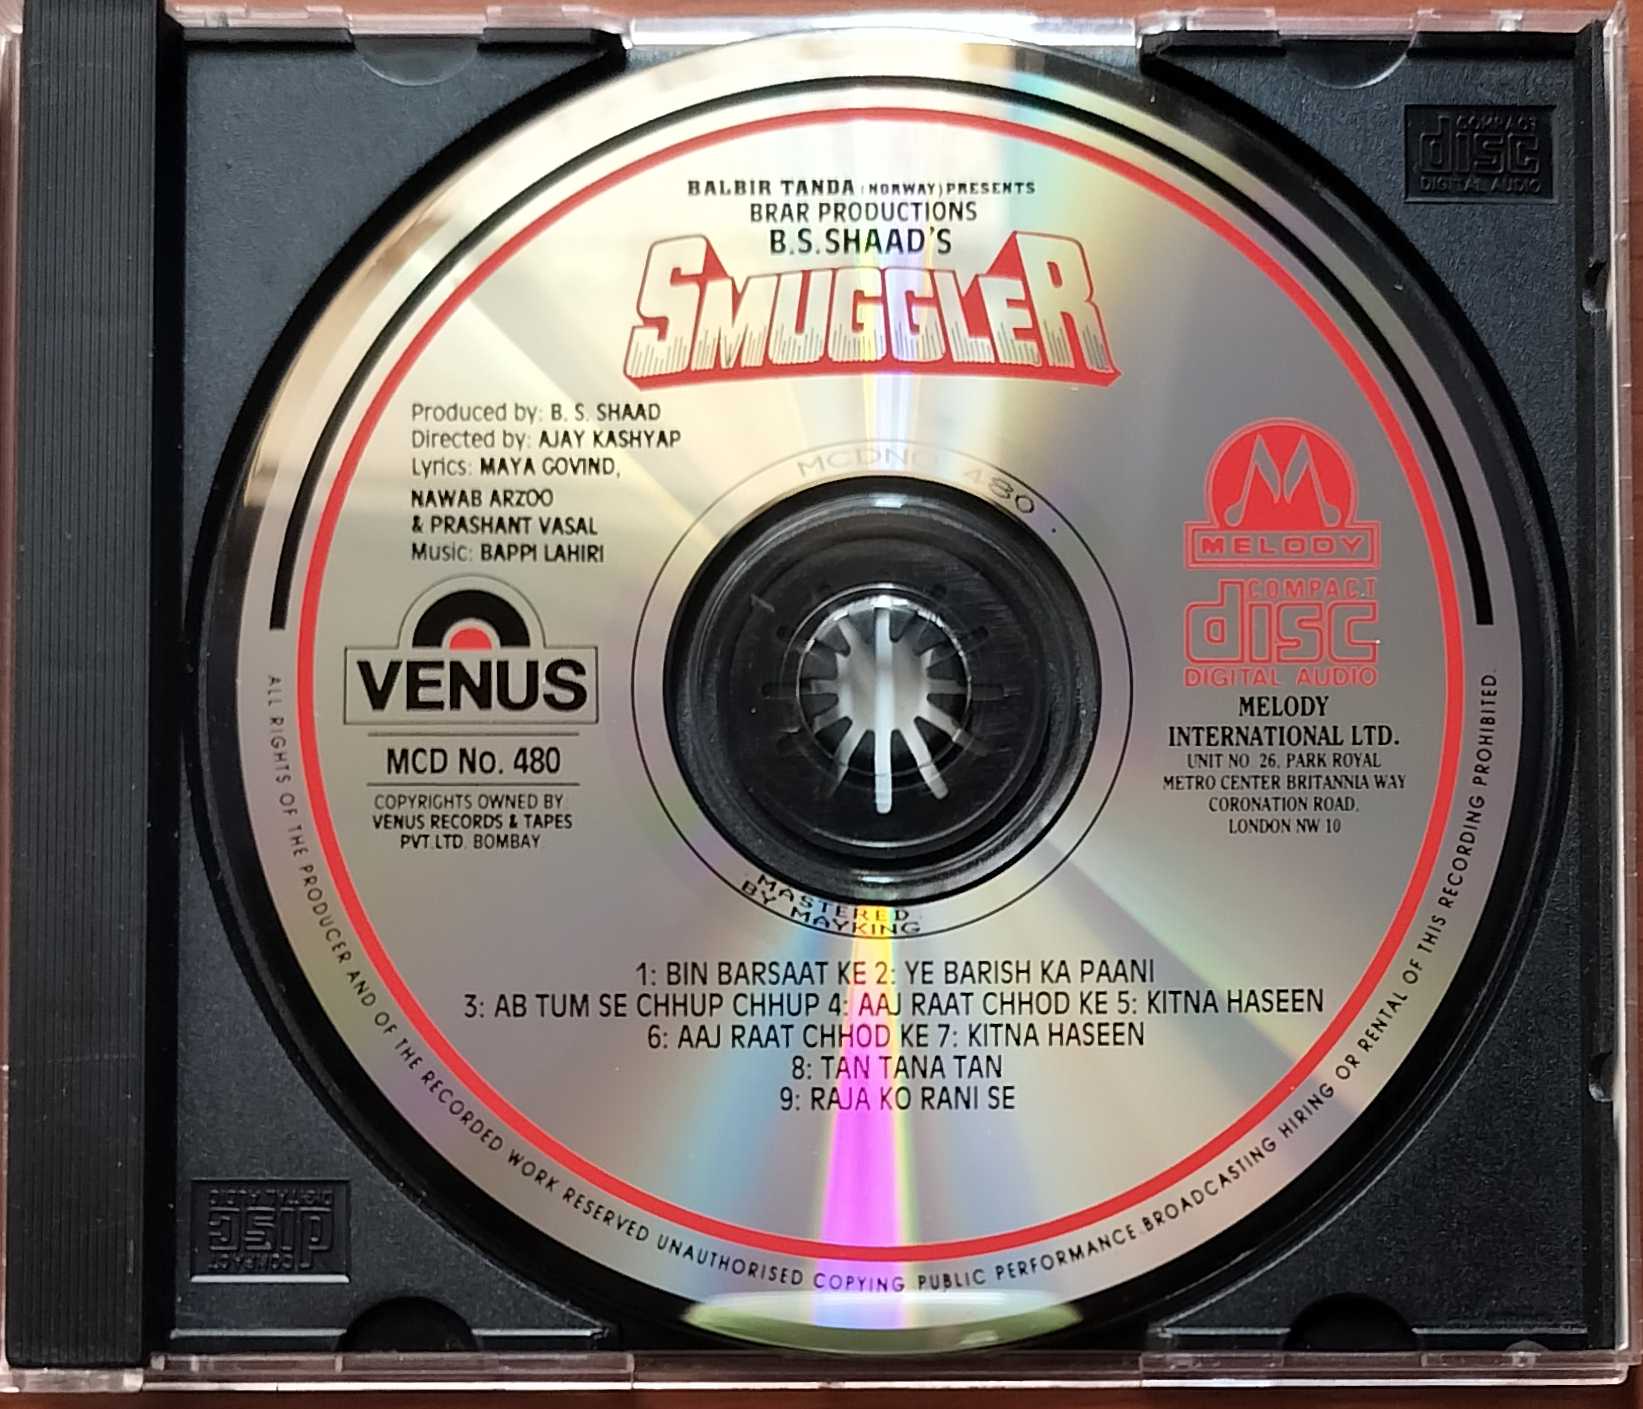 BALBIR TANDA (NORWAY) PRESENTS
BRAR PRODUCTIONS
B.S.SHAAD'S
SMUGGLER
Produced by: B. S. SHAAD
Directed by: AJAY KASHYAP
Lyrics: MAYA GOVIND,
NAWAB ARZOO
& PRASHANT VASAL
Music: BAPPI LAHIRI
VENUS
MCD No. 480
COPYRIGHTS OWNED BY
VENUS RECORDS & TAPES
PVT.LTD. BOMBAY.
MCDNO 480
MASTERED
BY MAYKING
MELODY
COMPACT
disc
DIGITAL AUDIO
MELODY
INTERNATIONAL LTD.
UNIT NO 26, PARK ROYAL
METRO CENTER BRITANNIA WAY
CORONATION ROAD,
LONDON NW 10
1: BIN BARSAAT KE 2: YE BARISH KA PAANI
3: AB TUM SE CHHUP CHHUP 4: AAJ RAAT CHHOD KE 5: KITNA HASEEN
6: AAJ RAAT CHHOD KE 7: KITNA HASEEN
8: TAN TANA TAN
9: RAJA KO RANI SE
ALL RIGHTS OF THE PRODUCER AND OF THE RECORDED WORK RESERVED UNAUTHORISED COPYING PUBLIC PERFORMANCE.BROADCASTING HIRING OR RENTAL OF THIS RECORDING PROHIBITED.
COMPACT
disc
DIGITAL AUDIO
COMPACT
disc
DIGITAL AUDIO